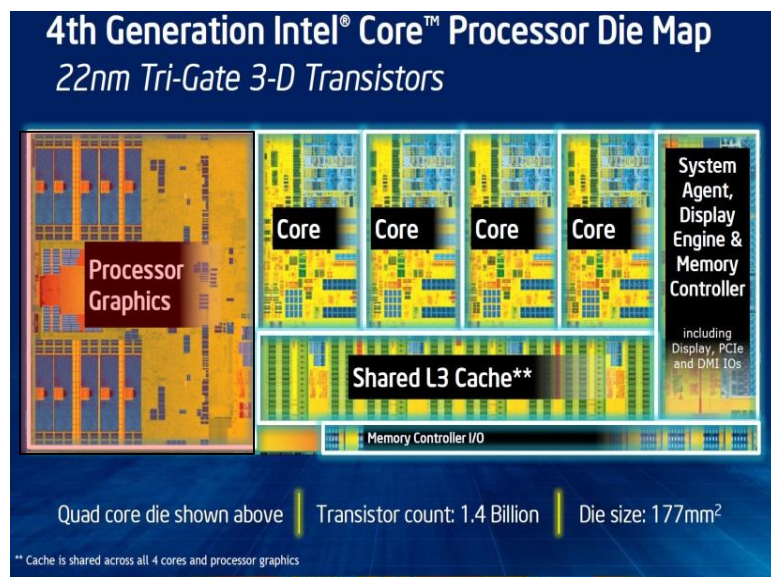 4th Generation Intel® Core™ Processor Die Map
22nm Tri-Gate 3-D Transistors
Processor
Graphics
Core
Core
Core
Core
System
Agent,
Display
Engine &
Memory
Controller
including
Display, PCIe
and DMI IOs
Shared L3 Cache**
Memory Controller I/O
Quad core die shown above
Transistor count: 1.4 Billion
Die size: 177mm²
** Cache is shared across all 4 cores and processor graphics